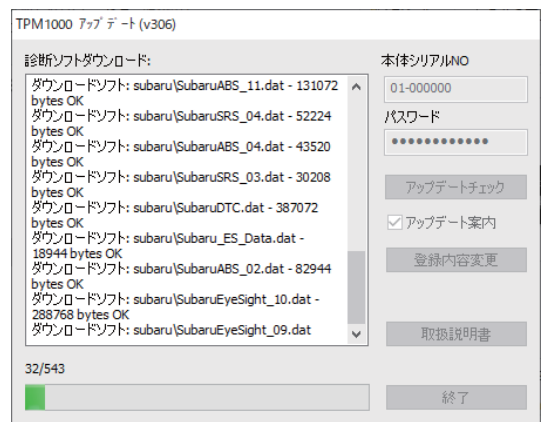 TPM1000 ｱｯﾌﾟﾃﾞｰﾄ (v306)
診断ソフトダウンロード:
ダウンロードソフト: subaru\SubaruABS_11.dat - 131072
bytes OK
ダウンロードソフト: subaru\SubaruSRS_04.dat - 52224
bytes OK
ダウンロードソフト: subaru\SubaruABS_04.dat - 43520
bytes OK
ダウンロードソフト: subaru\SubaruSRS_03.dat - 30208
bytes OK
ダウンロードソフト: subaru\SubaruDTC.dat - 387072
bytes OK
ダウンロードソフト: subaru\Subaru_ES_Data.dat -
18944 bytes OK
ダウンロードソフト: subaru\SubaruABS_02.dat - 82944
bytes OK
ダウンロードソフト: subaru\SubaruEyeSight_10.dat -
288768 bytes OK
ダウンロードソフト: subaru\SubaruEyeSight_09.dat
32/543
本体シリアルNO
01-000000
パスワード
●●●●●●●●●●●●
アップデートチェック
アップデート案内
登録内容変更
取扱説明書
終了